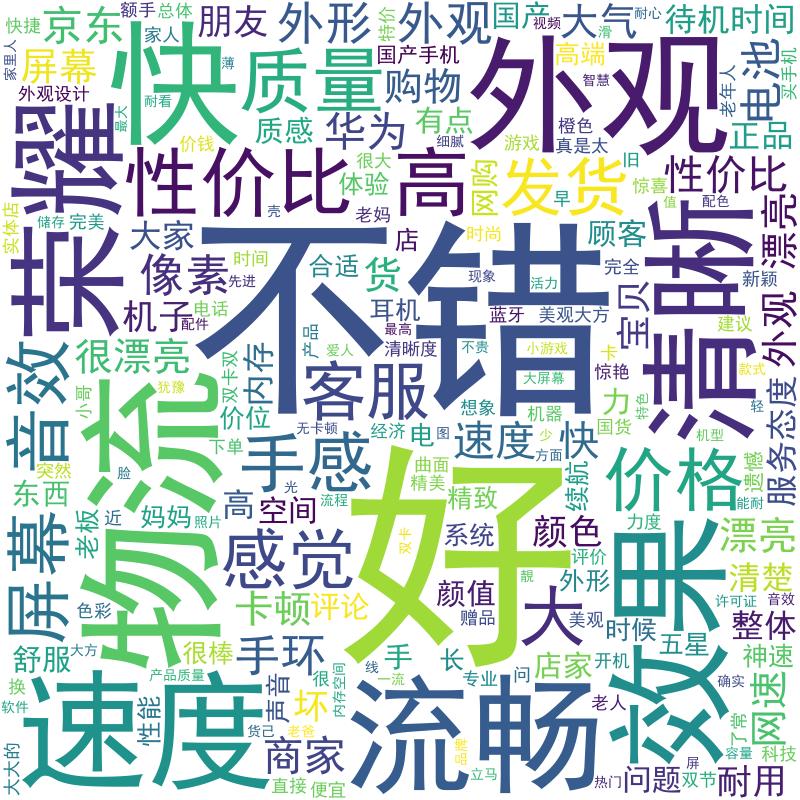 快捷
京东
额手
总体
家人
朋友
外形
外观
国产
视频
大气
耐心
滑
待机时间
家里人
屏幕
特价
薄
快
质量
国产手机
购物
外观
高端
智慧
老年人
电池
买手机
外观设计
耐看
最大
荣耀
价钱
质感
华为
有点
细腻
橙色
真是太
正品
性价比
很大
体验
高
游戏
网购
发货
旧
早
惊喜
性价比
配色
值
漂亮
实体店
储存
完美
壳
老妈
大家
店
时尚
顾客
清晰
像素
时间
先进
合适
货
不错
现象
活力
完全
宝贝
新颖
外观
机子
电话
配件
产品
耳机
最高
蓝牙
美观大方
建议
音效
很漂亮
爱人
清晰度
不贵
小游戏
卡
惊艳
款式
犹豫
双卡双
内存
客服
大屏幕
小哥
价位
想象
机器
力
国货
特色
轻
机型
服务态度
物流
下单
无卡顿
经济
电
图
少
方面
速度
快
手感
突然
脸
曲面
精美
续航
价格
遗憾
能耐
东西
近
妈妈
照片
高
光
空间
流程
好
精致
双卡
颜色
力度
漂亮
屏幕
老板
感觉
系统
评价
效果
色彩
颜值
靓
外形
清楚
卡顿
评论
赠品
大
美观
时候
许可证
音效
舒服
大方
很棒
手环
手
长
店家
开机
五星
整体
神速
换
产品质量
很
线
一流
专业
问
网速
确实
软件
速度
性能
声音
坏
内存空间
流畅
老人
了常
容量
科技
大大的
货己
老爸
商家
品牌
立马
热门
问题
屏
双节
耐用
直接
便宜